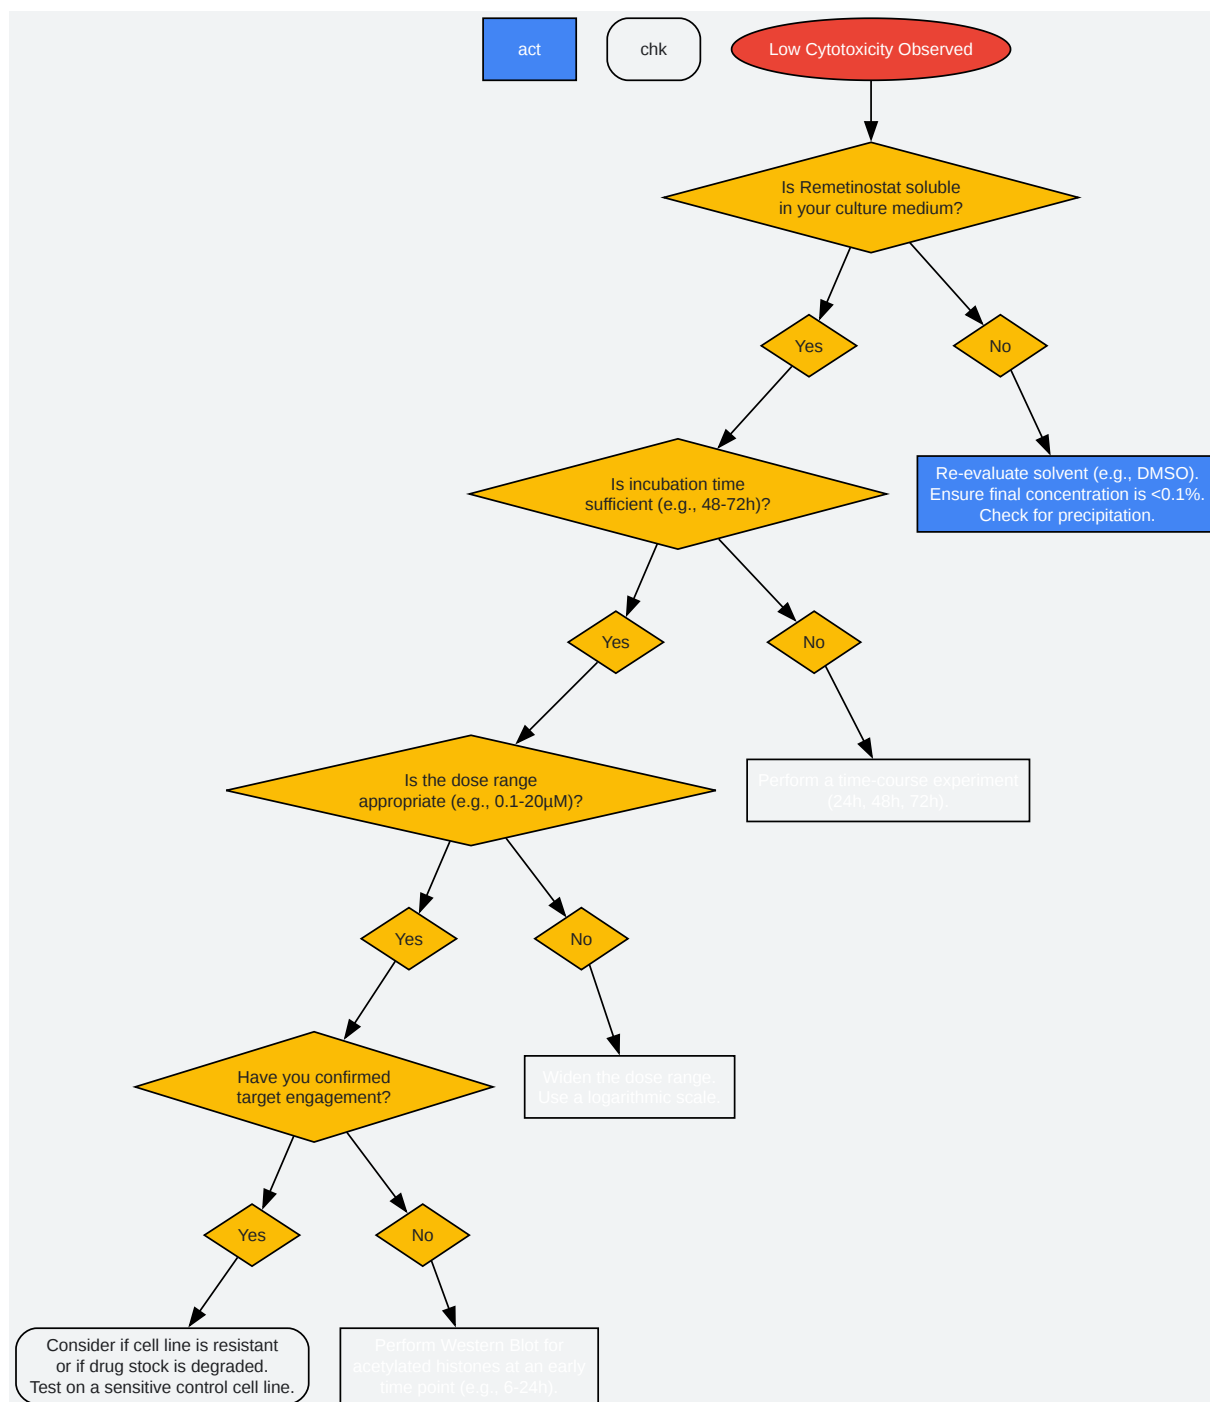 act
chk
Low Cytotoxicity Observed
Is Remetinostat soluble
in your culture medium?
Yes
No
Is incubation time
sufficient (e.g., 48-72h)?
Re-evaluate solvent (e.g., DMSO).
Ensure final concentration is <0.1%.
Check for precipitation.
Yes
No
Is the dose range
appropriate (e.g., 0.1-20µM)?
Perform a time-course experiment
(24h, 48h, 72h).
Yes
No
Have you confirmed
target engagement?
Widen the dose range.
Use a logarithmic scale.
Yes
No
Consider if cell line is resistant
or if drug stock is degraded.
Test on a sensitive control cell line.
Perform Western Blot for
acetylated histones at an early
time point (e.g., 6-24h).